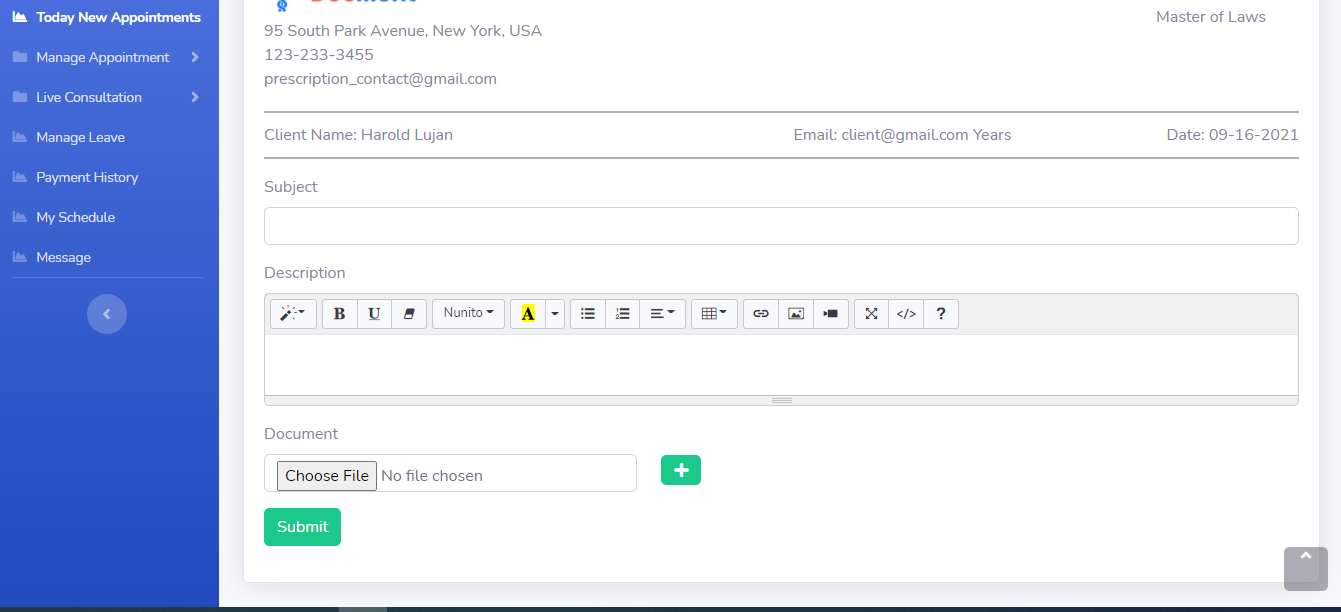 Today New Appointments
Manage Appointment
Live Consultation
Manage Leave
Payment History
My Schedule
Message
Master of Laws
95 South Park Avenue, New York, USA
123-233-3455
prescription_contact@gmail.com
Client Name: Harold Lujan
Email: client@gmail.com Years
Date: 09-16-2021
Subject
Description
B U Nunito A </> ?
Document
Choose File No file chosen
Submit